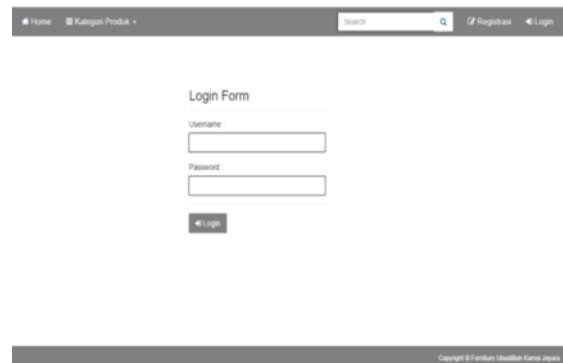 Home Kategori Produk Search Registrasi Login
Login Form
Username :
Password :
Login
Copyright © Furniture Ubaidillah Kamal Jepara